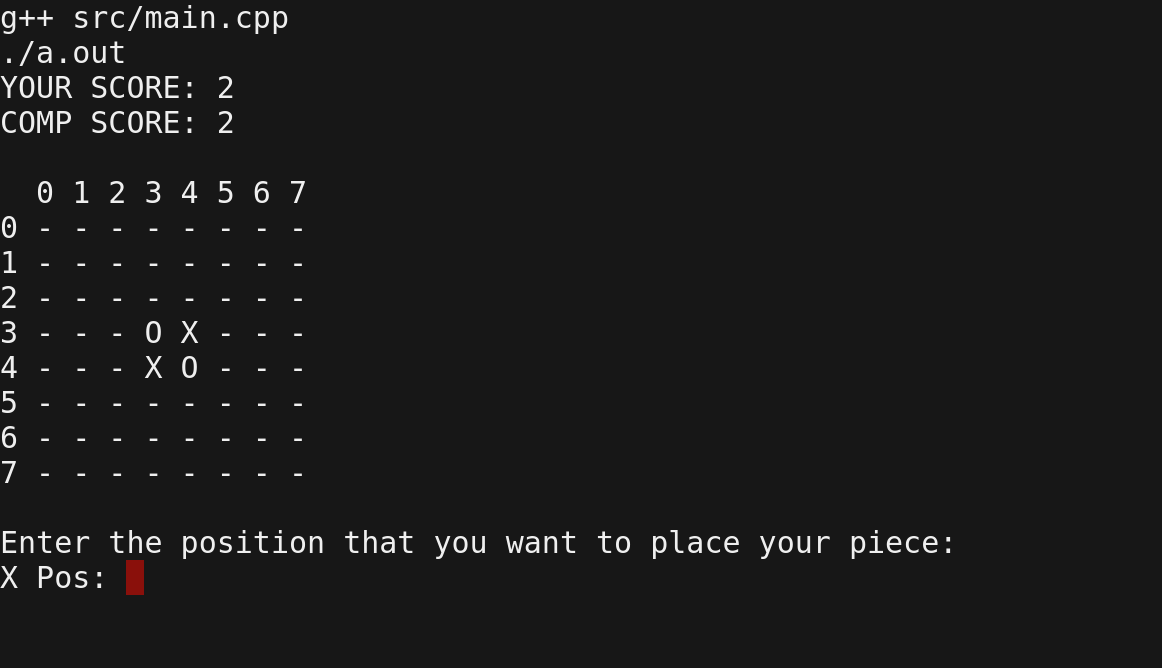 g++ src/main.cpp
./a.out
YOUR SCORE: 2
COMP SCORE: 2
  0 1 2 3 4 5 6 7
0 - - - - - - - -
1 - - - - - - - -
2 - - - - - - - -
3 - - - O X - - -
4 - - - X O - - -
5 - - - - - - - -
6 - - - - - - - -
7 - - - - - - - -
Enter the position that you want to place your piece:
X Pos: